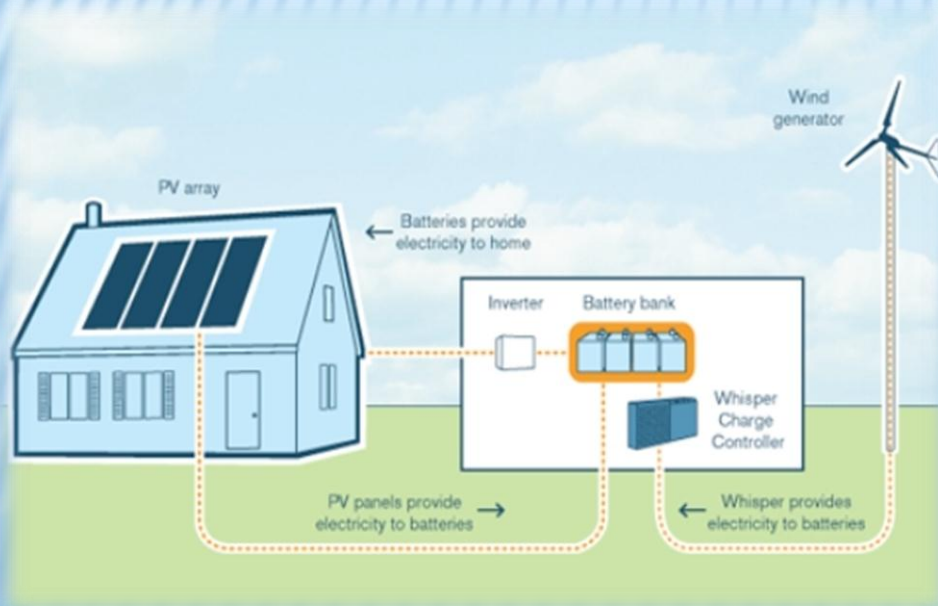 Wind
generator
PV array
Batteries provide
electricity to home
Inverter
Battery bank
Whisper
Charge
Controller
PV panels provide
electricity to batteries
Whisper provides
electricity to batteries